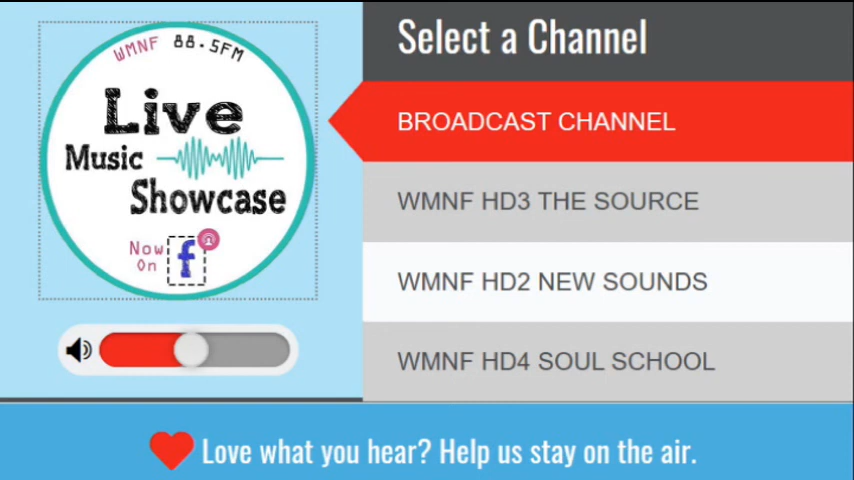 WMNF 88.5FM
Live
Music
Showcase
Now
On
f
Select a Channel
BROADCAST CHANNEL
WMNF HD3 THE SOURCE
WMNF HD2 NEW SOUNDS
WMNF HD4 SOUL SCHOOL
Love what you hear? Help us stay on the air.